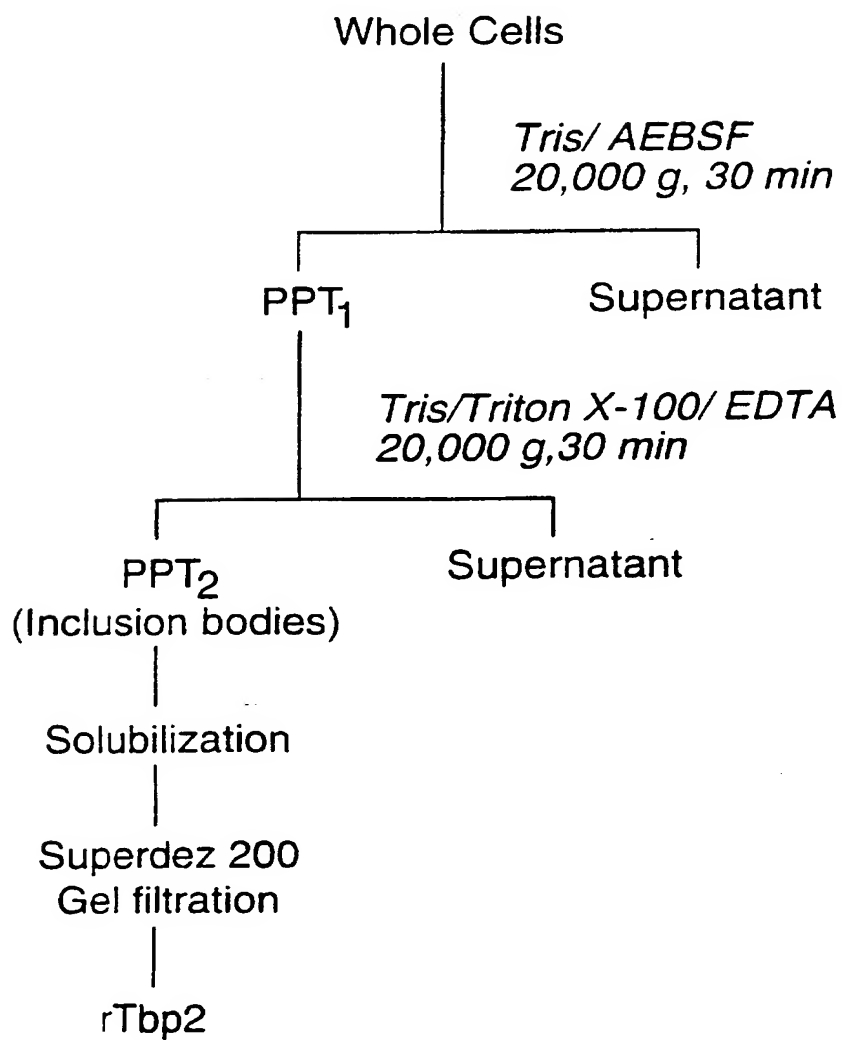 Whole Cells
Tris/ AEBSF
20,000 g, 30 min
PPT1
Supernatant
Tris/Triton X-100/ EDTA
20,000 g,30 min
PPT2
Supernatant
(Inclusion bodies)
Solubilization
Superdez 200
Gel filtration
rTbp2